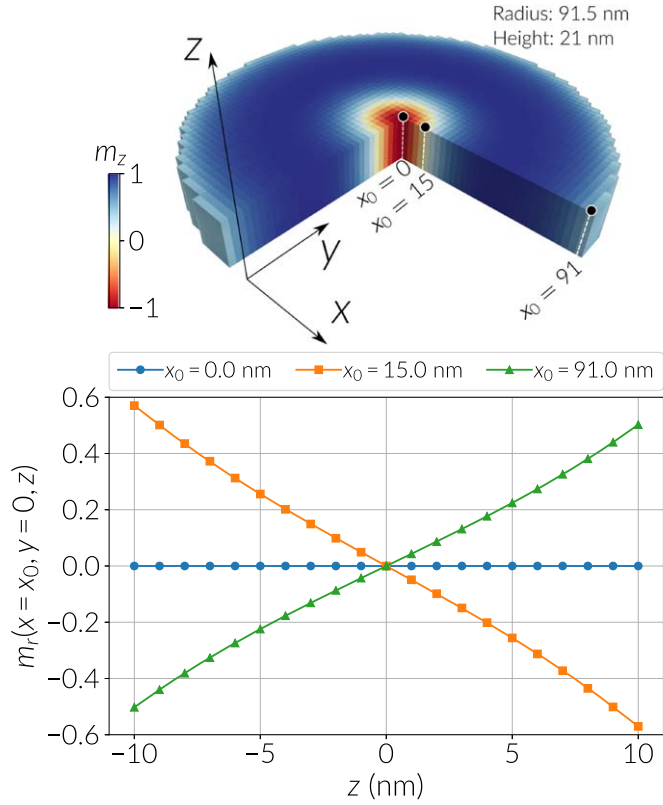 Radius: 91.5 nm
Height: 21 nm
z
m_z
1
0
−1
x₀ = 0
x₀ = 15
x₀ = 91
y
x
x₀ = 0.0 nm
x₀ = 15.0 nm
x₀ = 91.0 nm
0.6
0.4
0.2
0.0
−0.2
−0.4
−0.6
m_r(x = x₀, y = 0, z)
−10
−5
0
5
10
z (nm)